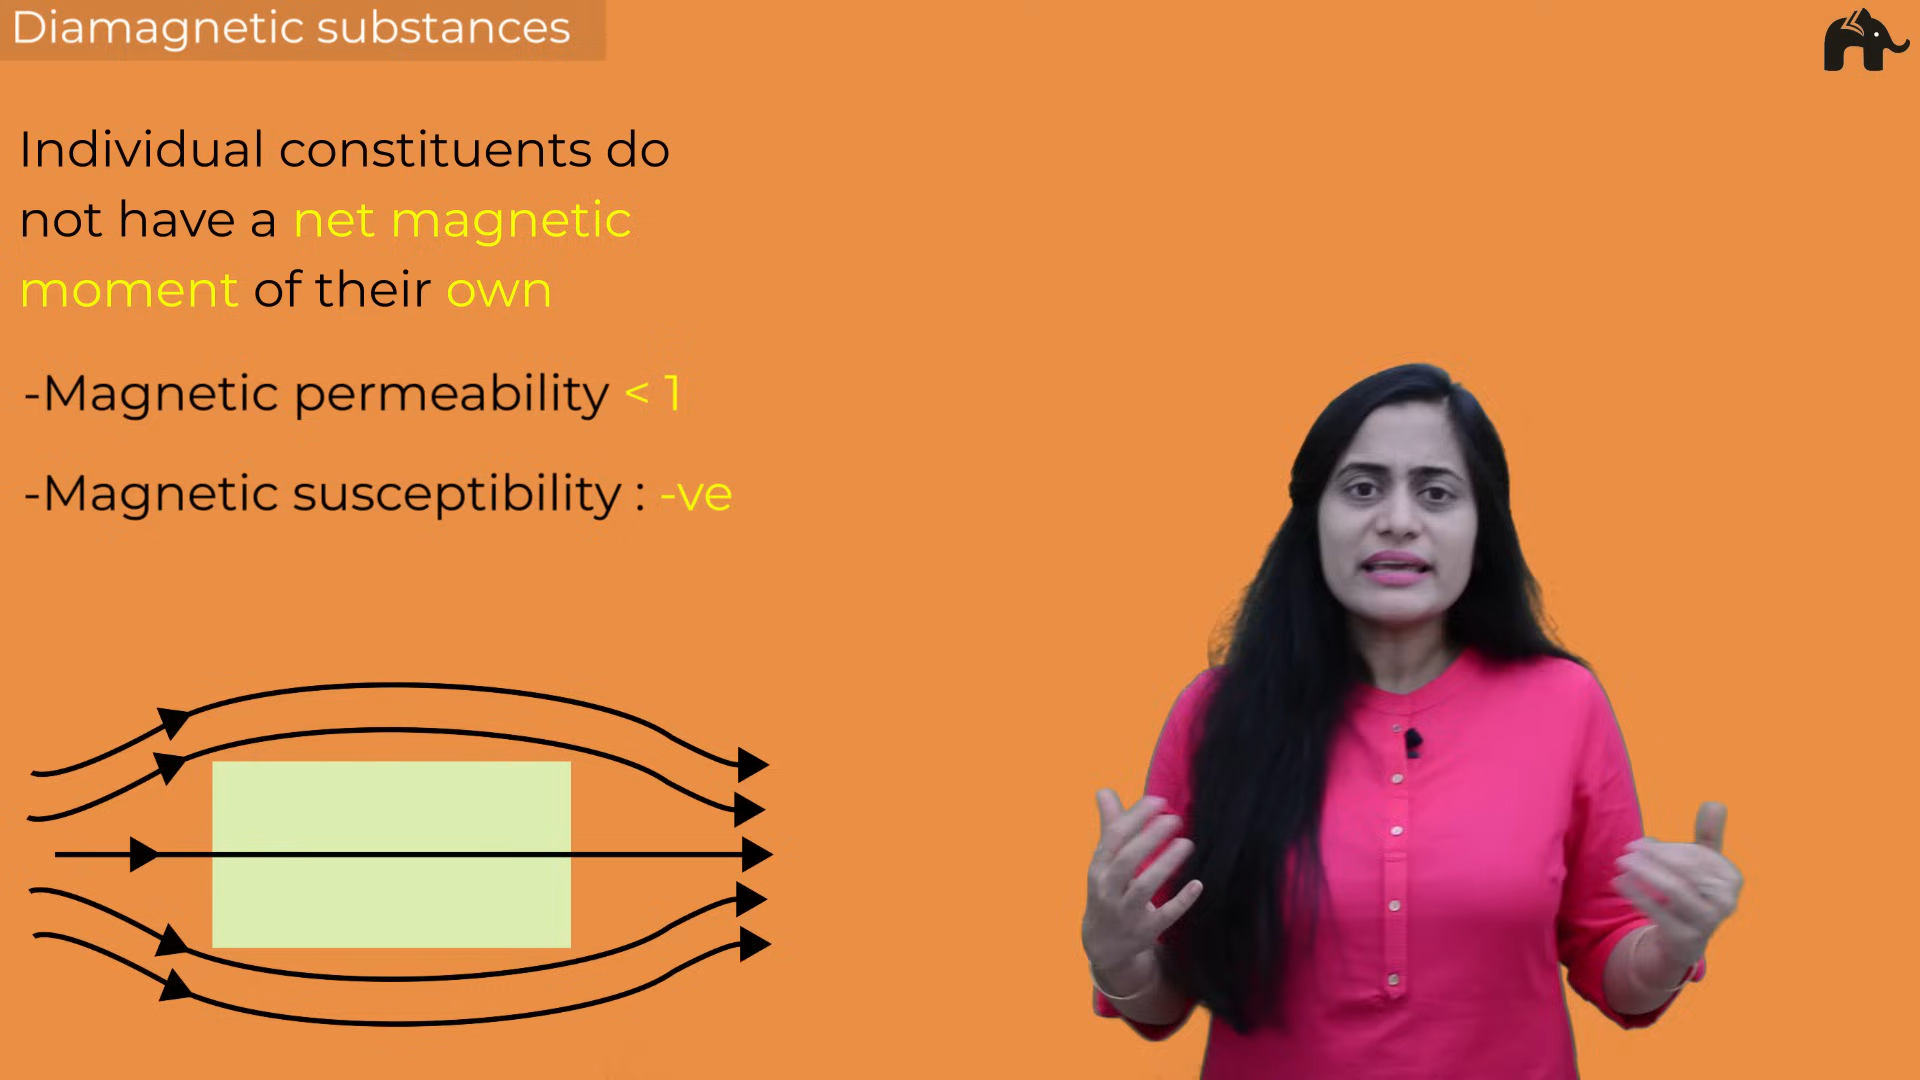 Diamagnetic substances
Individual constituents do
not have a net magnetic
moment of their own
-Magnetic permeability < 1
-Magnetic susceptibility : -ve